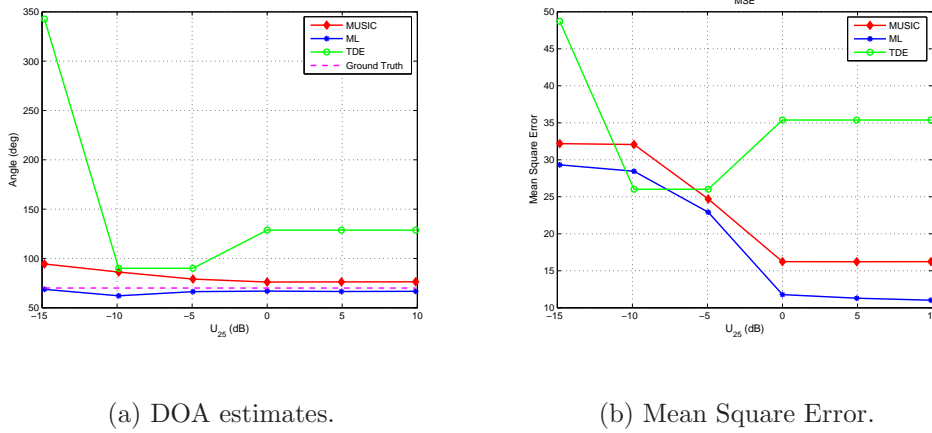 350
300
250
200
150
100
50
Angle (deg)
−15
−10
−5
0
5
10
U25 (dB)
MUSIC
ML
TDE
Ground Truth
MSE
50
45
40
35
30
25
20
15
10
Mean Square Error
−15
−10
−5
0
5
U25 (dB)
MUSIC
ML
TDE
(a) DOA estimates.
(b) Mean Square Error.